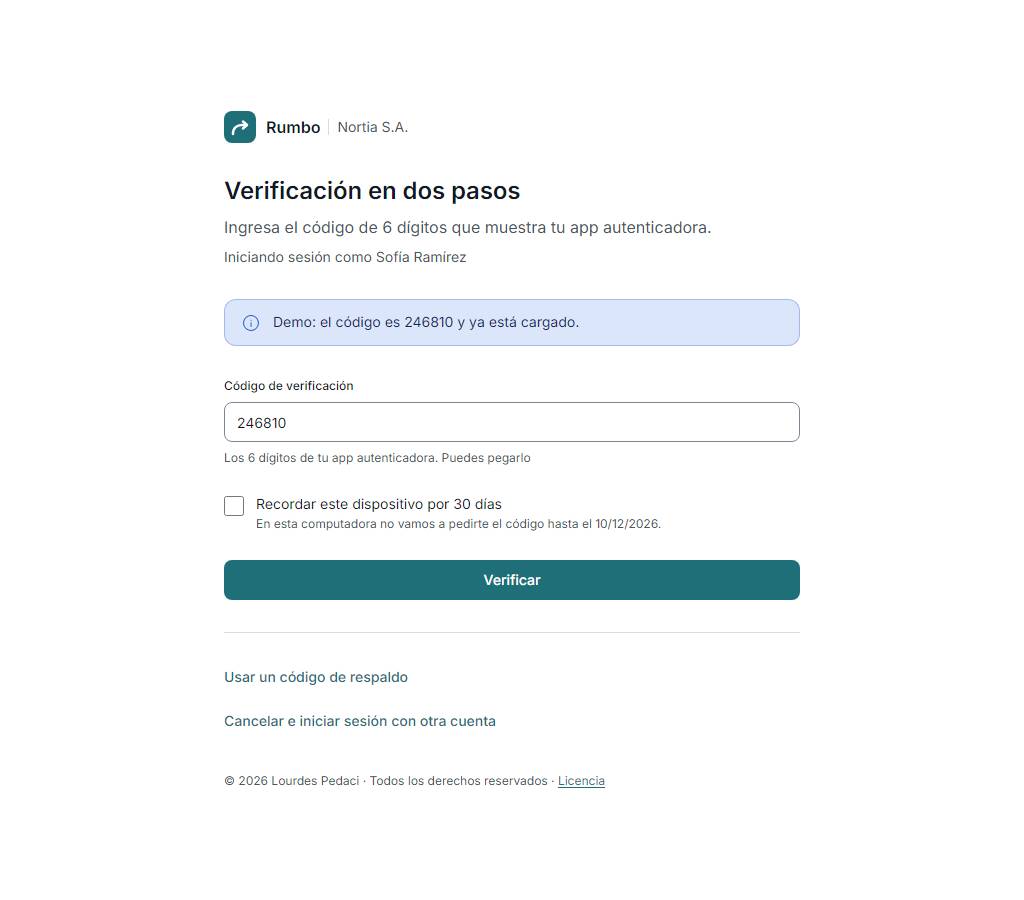 Rumbo Nortia S.A.
Verificación en dos pasos
Ingresa el código de 6 dígitos que muestra tu app autenticadora.
Iniciando sesión como Sofía Ramírez
Demo: el código es 246810 y ya está cargado.
Código de verificación
246810
Los 6 dígitos de tu app autenticadora. Puedes pegarlo
Recordar este dispositivo por 30 días
En esta computadora no vamos a pedirte el código hasta el 10/12/2026.
Verificar
Usar un código de respaldo
Cancelar e iniciar sesión con otra cuenta
© 2026 Lourdes Pedaci · Todos los derechos reservados · Licencia